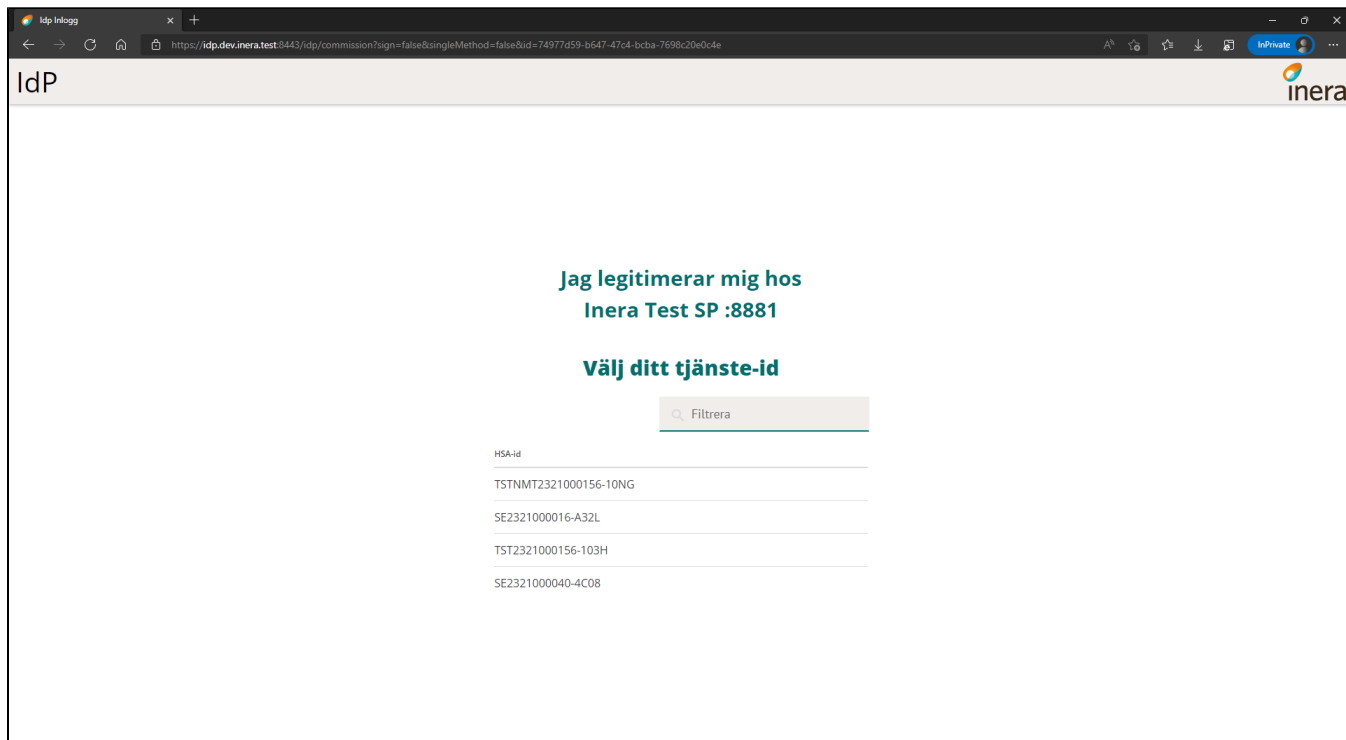 Idp Inlogg
https://idp.dev.inera.test:8443/idp/commission?sign=false&singleMethod=false&id=74977d59-b647-47c4-bcba-7698c20e0c4e
InPrivate
IdP
inera
Jag legitimerar mig hos
Inera Test SP :8881
Välj ditt tjänste-id
Filtrera
HSA-id
TSTNMT2321000156-10NG
SE2321000016-A32L
TST2321000156-103H
SE2321000040-4C08